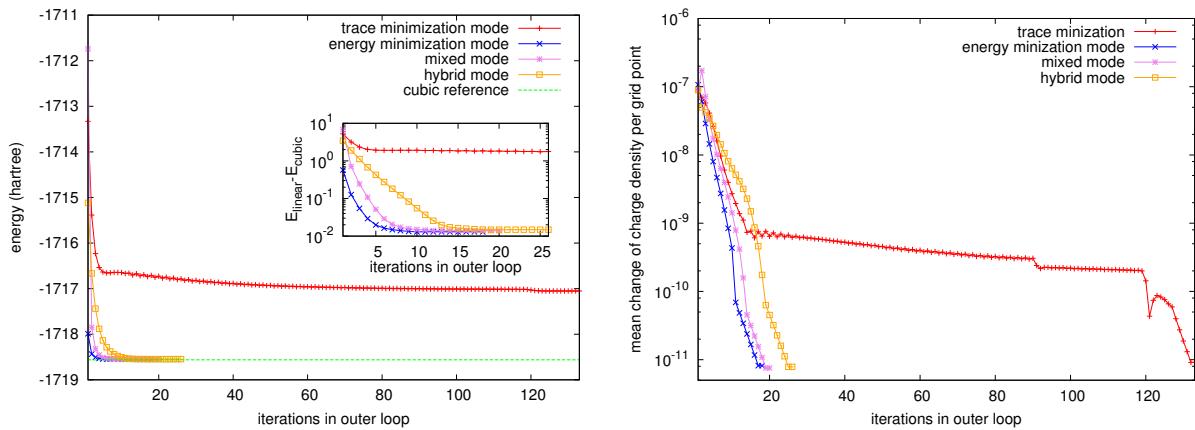 -1711
-1712
-1713
-1714
-1715
-1716
-1717
-1718
-1719
energy (hartree)
20
40
60
80
100
120
iterations in outer loop
trace minimization mode
energy minimization mode
mixed mode
hybrid mode
cubic reference
10^1
10^0
10^-1
10^-2
E_linear-E_cubic
5
10
15
20
25
iterations in outer loop
10^-6
10^-7
10^-8
10^-9
10^-10
10^-11
mean change of charge density per grid point
20
40
60
80
100
120
iterations in outer loop
trace minization
energy minization mode
mixed mode
hybrid mode